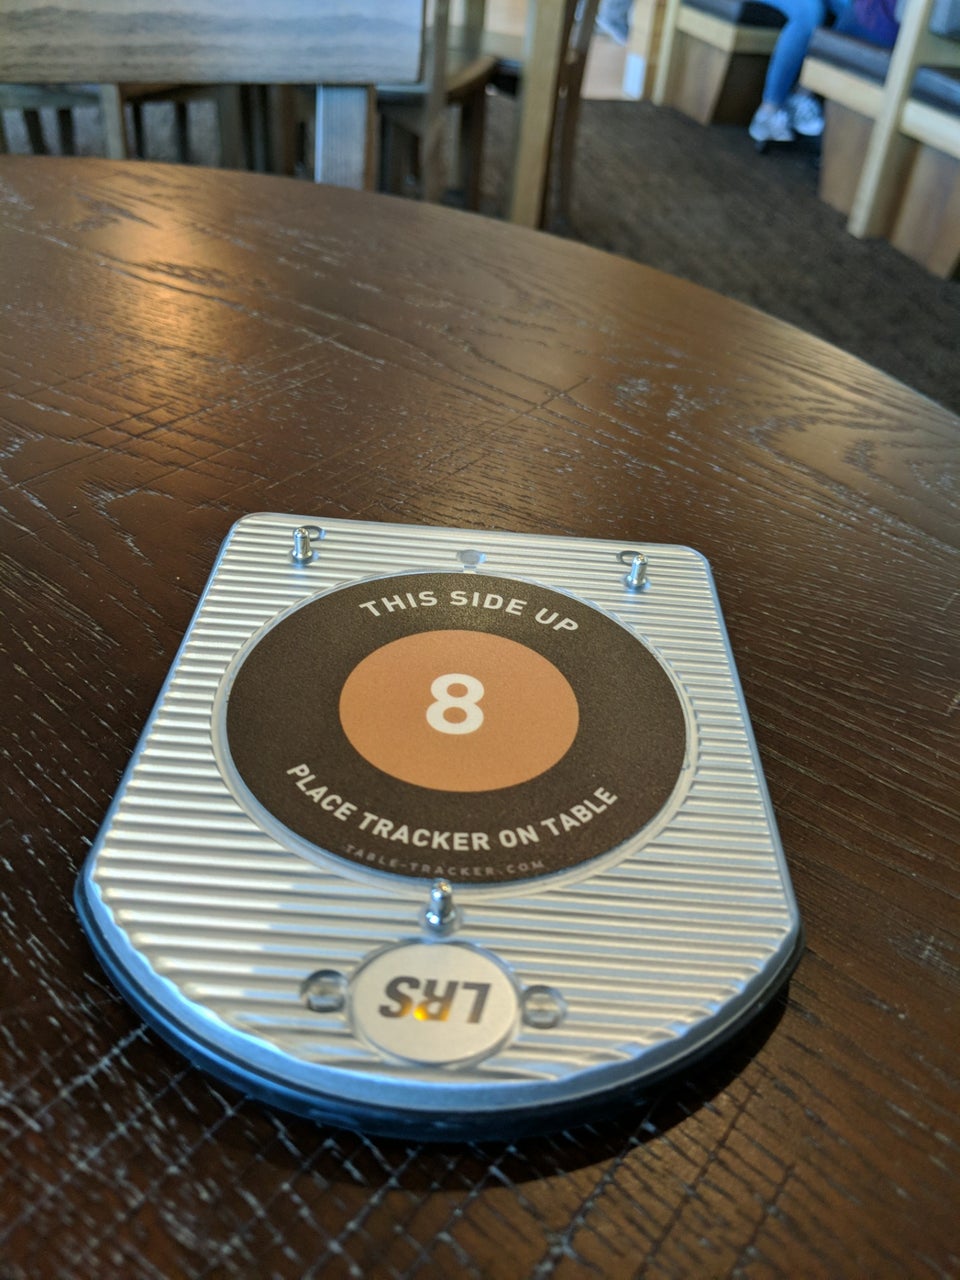 THIS SIDE UP
8
PLACE TRACKER ON TABLE
TABLE-TRACKER.COM
LRS